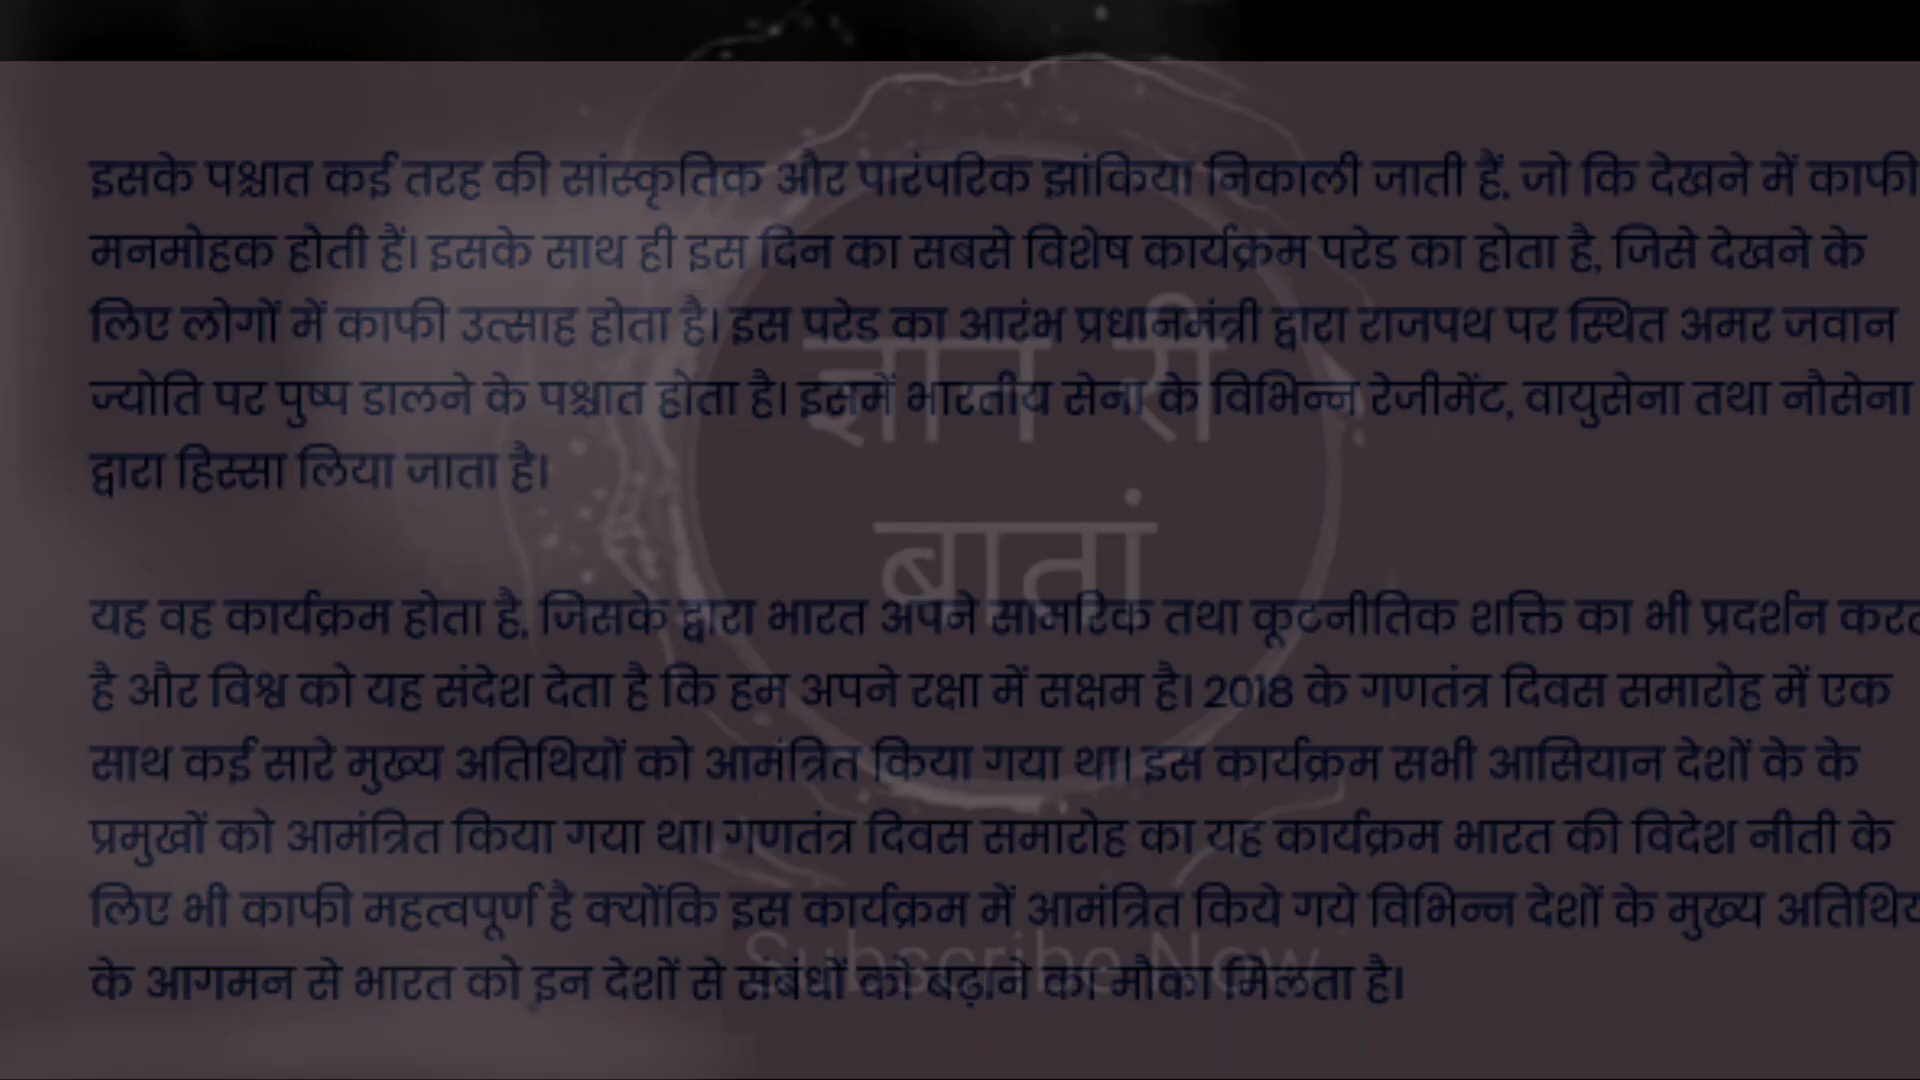 इसके पश्चात कई तरह की सांस्कृतिक और पारंपरिक झांकिया निकाली जाती हैं, जो कि देखने में काफी
मनमोहक होती हैं। इसके साथ ही इस दिन का सबसे विशेष कार्यक्रम परेड का होता है, जिसे देखने के
लिए लोगों में काफी उत्साह होता है। इस परेड का आरंभ प्रधानमंत्री द्वारा राजपथ पर स्थित अमर जवान
ज्योति पर पुष्प डालने के पश्चात होता है। इसमें भारतीय सेना के विभिन्न रेजीमेंट, वायुसेना तथा नौसेना
द्वारा हिस्सा लिया जाता है।
ज्ञान री
बातां
यह वह कार्यक्रम होता है, जिसके द्वारा भारत अपने सामरिक तथा कूटनीतिक शक्ति का भी प्रदर्शन
है और विश्व को यह संदेश देता है कि हम अपने रक्षा में सक्षम है। 2018 के गणतंत्र दिवस समारोह में एक
साथ कई सारे मुख्य अतिथियों को आमंत्रित किया गया था। इस कार्यक्रम सभी आसियान देशों के के
प्रमुखों को आमंत्रित किया गया था। गणतंत्र दिवस समारोह का यह कार्यक्रम भारत की विदेश नीती के
लिए भी काफी महत्वपूर्ण है क्योंकि इस कार्यक्रम में आमंत्रित किये गये विभिन्न देशों के मुख्य
के आगमन से भारत को इन देशों से संबंधों को बढ़ाने का मौका मिलता है।
Subscribe Now